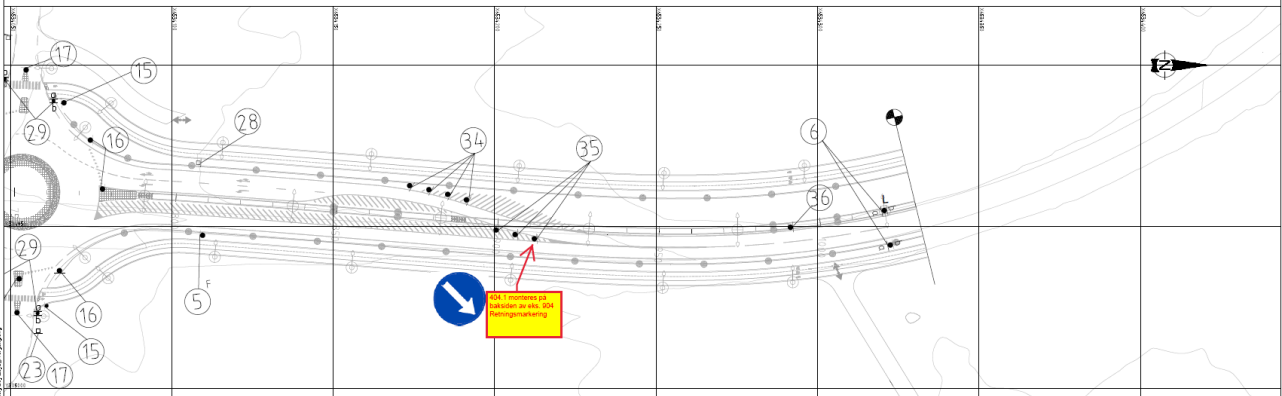 17
15
29
16
28
34
35
6
L
36
N
29
5
F
16
15
23
17
404.1 monteres på
baksiden av eks. 904
Retningsmarkering